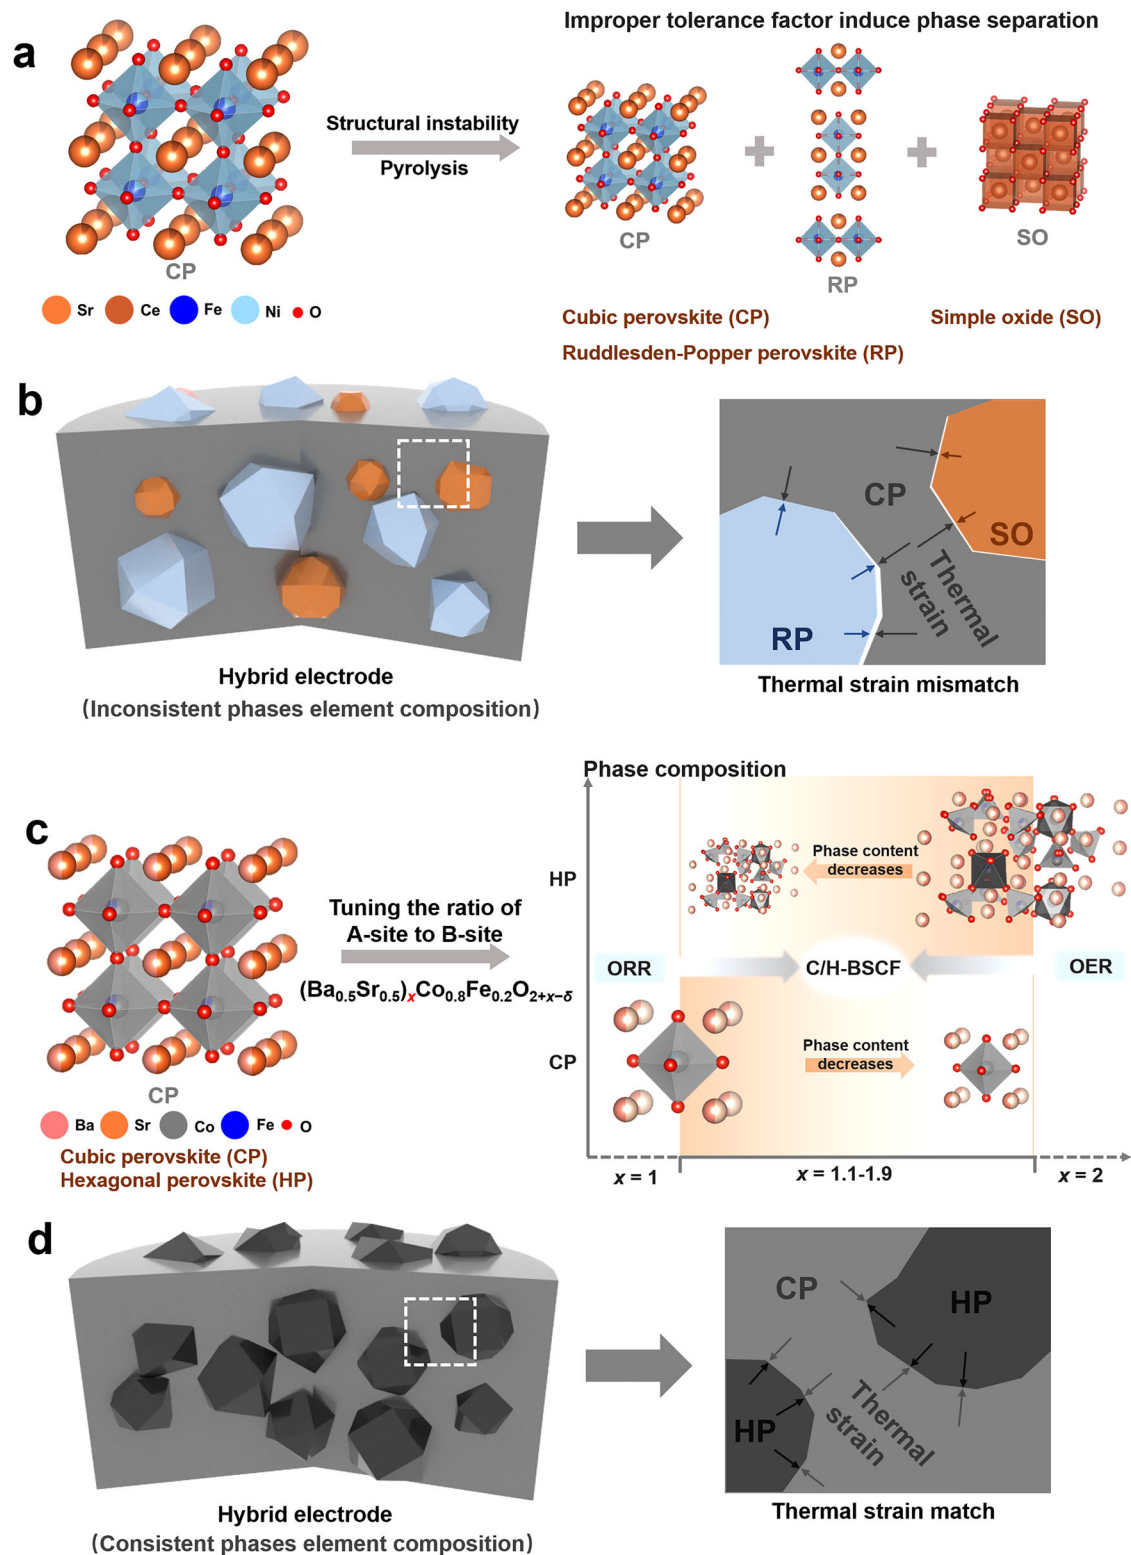 a
Improper tolerance factor induce phase separation
Structural instability
Pyrolysis
CP
CP
RP
SO
Sr Ce Fe Ni O
Cubic perovskite (CP)
Simple oxide (SO)
Ruddlesden-Popper perovskite (RP)
b
CP
SO
RP
Thermal
strain
Hybrid electrode
(Inconsistent phases element composition)
Thermal strain mismatch
c
Phase composition
Tuning the ratio of
A-site to B-site
(Ba0.5Sr0.5)xCo0.8Fe0.2O2+x−δ
CP
Ba Sr Co Fe O
Cubic perovskite (CP)
Hexagonal perovskite (HP)
HP
Phase content
decreases
ORR
C/H-BSCF
OER
CP
Phase content
decreases
x = 1
x = 1.1-1.9
x = 2
d
CP
HP
HP
Thermal
strain
Hybrid electrode
(Consistent phases element composition)
Thermal strain match